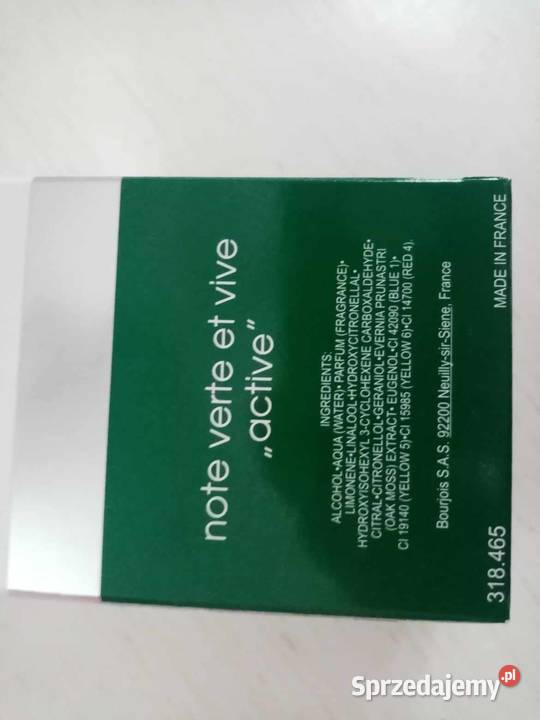 note verte et vive
„active”
INGREDIENTS:
ALCOHOL•AQUA (WATER)• PARFUM (FRAGRANCE)•
LIMONENE•LINALOOL•HYDROXYCITRONELLAL•
HYDROXYISOHEXYL 3-CYCLOHEXENE CARBOXALDEHYDE•
CITRAL•CITRONELLOL•GERANIOL•EVERNIA PRUNASTRI
(OAK MOSS) EXTRACT• EUGENOL•CI 42090 (BLUE 1)•
CI 19140 (YELLOW 5)•CI 15985 (YELLOW 6)•CI 14700 (RED 4).
Bourjois S.A.S. 92200 Neuilly-sir-Siene, France
318.465
MADE IN FRANCE
Sprzedajemy.pl